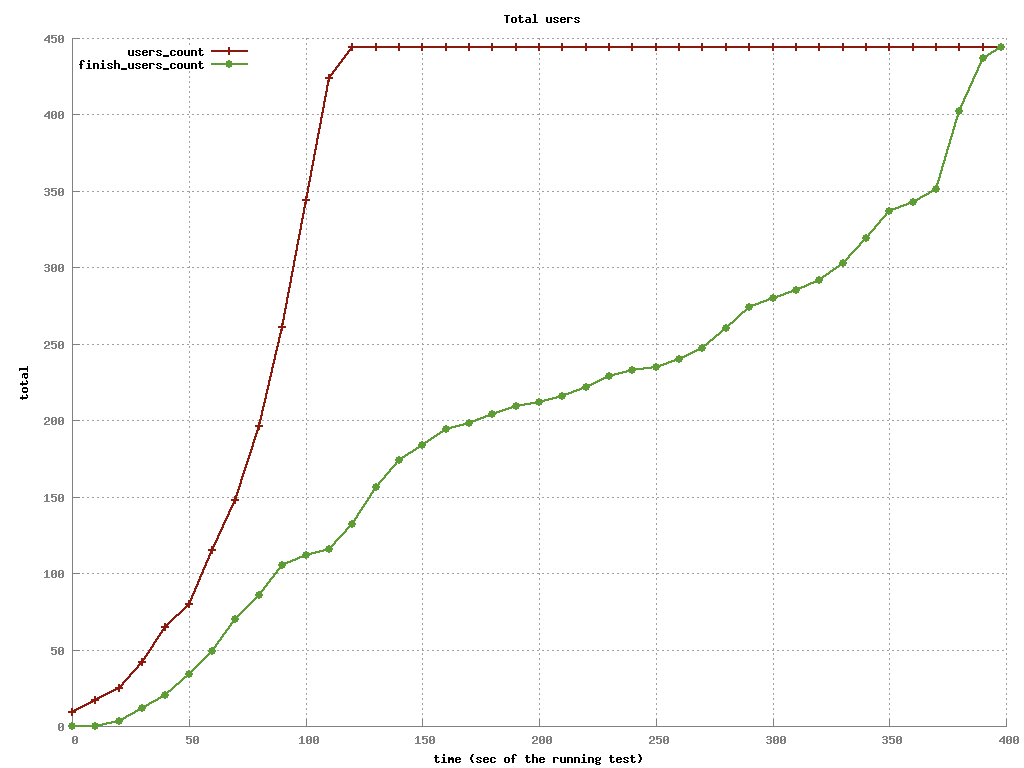 Total users
users_count
finish_users_count
450
400
350
300
250
200
150
100
50
0
total
0 50 100 150 200 250 300 350 400
time (sec of the running test)